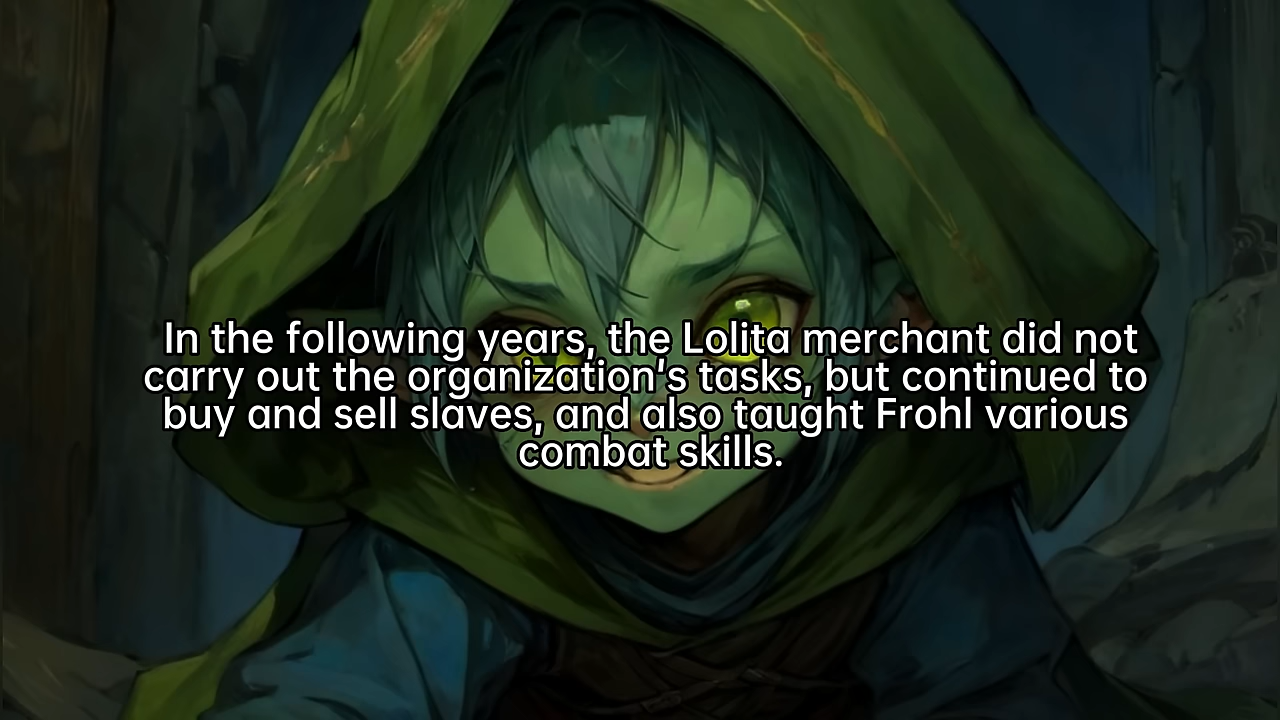 In the following years, the Lolita merchant did not
carry out the organization's tasks, but continued to
buy and sell slaves, and also taught Frohl various
combat skills.